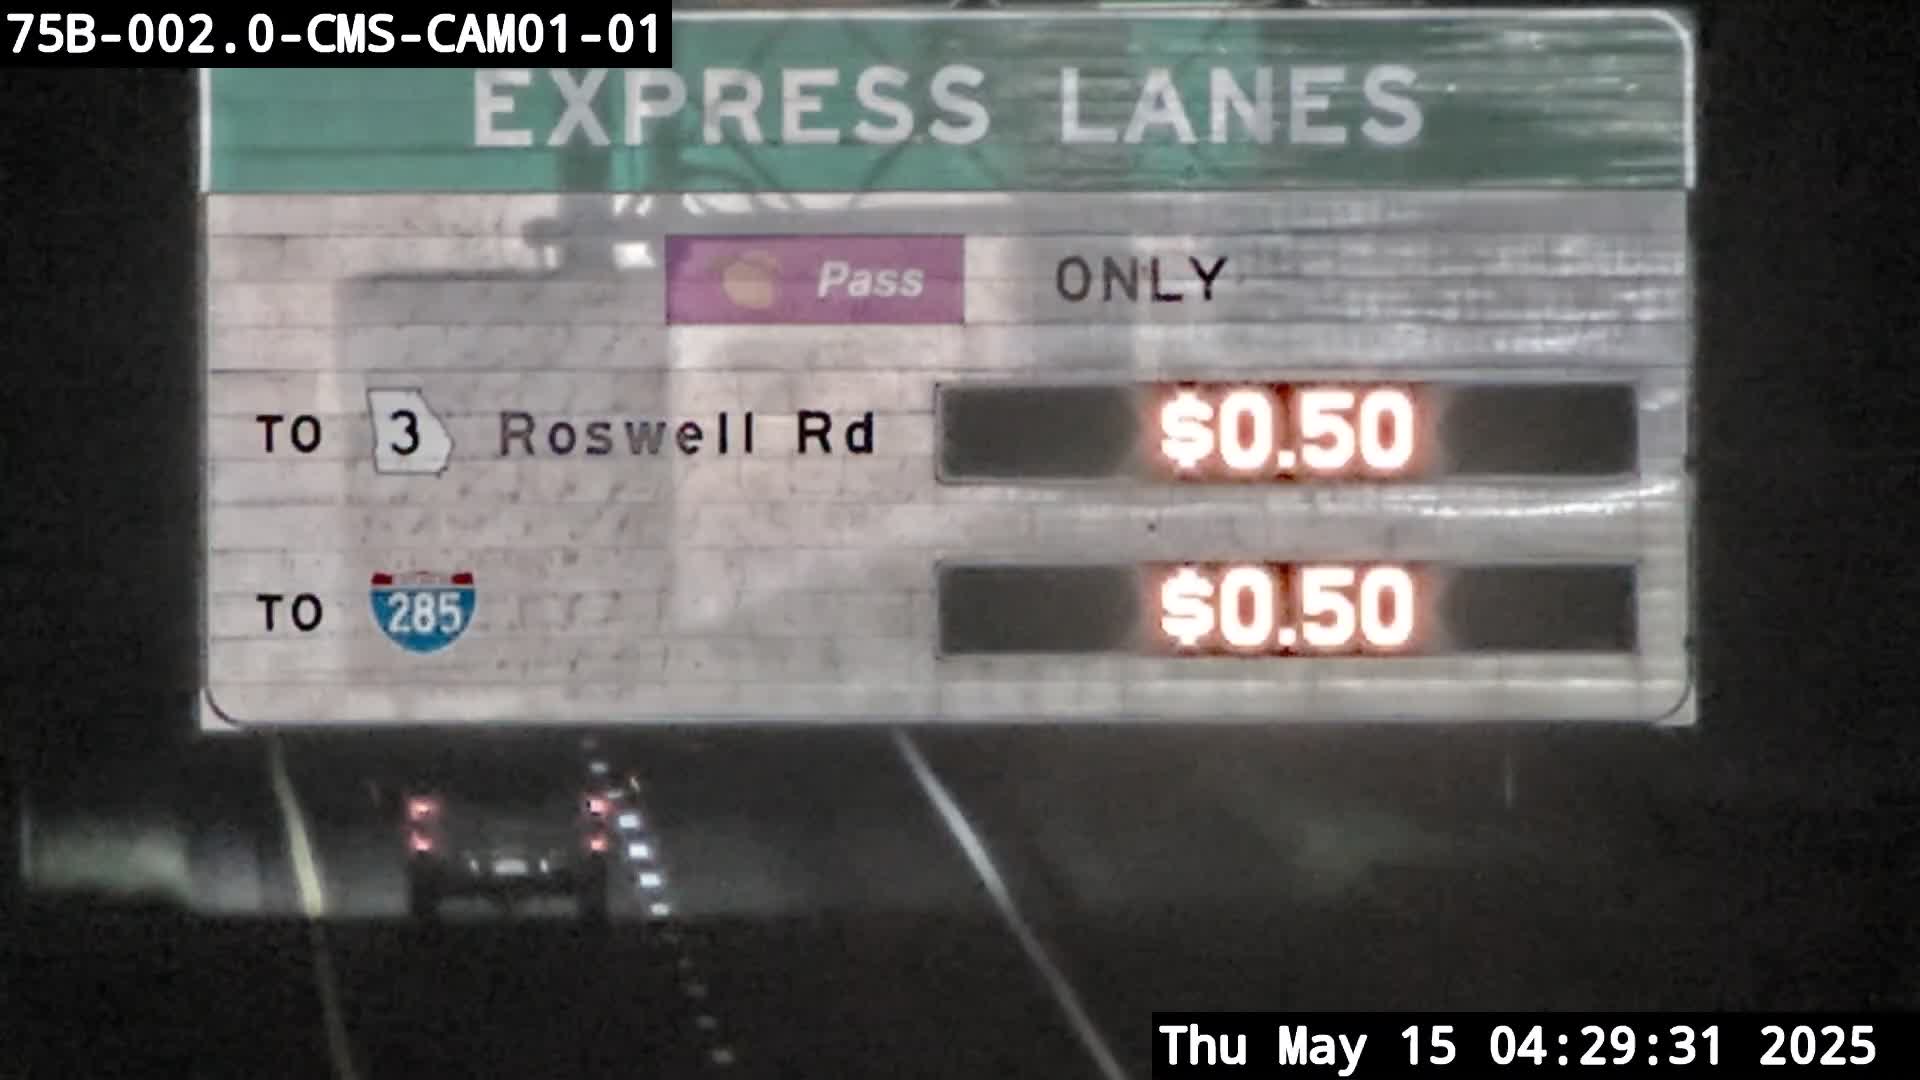 75B-002.0-CMS-CAM01-01
EXPRESS LANES
Pass ONLY
TO 3 Roswell Rd $0.50
TO 285 $0.50
Thu May 15 04:29:31 2025